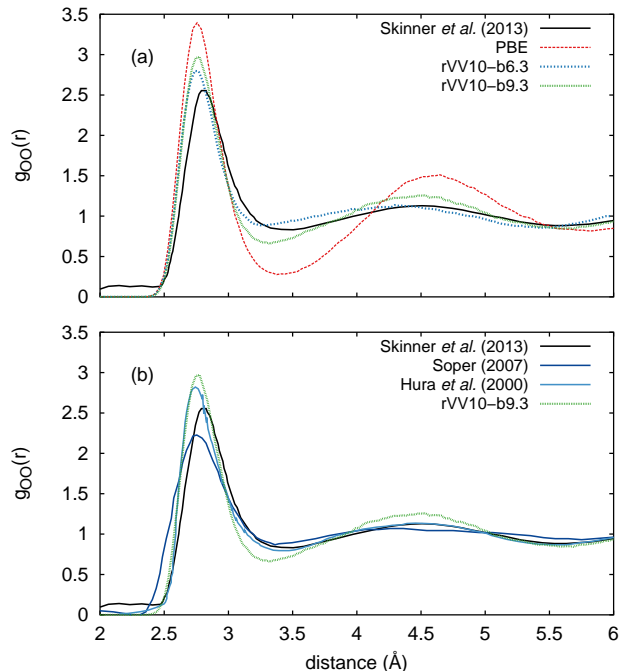 3.5
3
2.5
2
1.5
1
0.5
0
gOO(r)
(a)
Skinner et al. (2013)
PBE
rVV10−b6.3
rVV10−b9.3
3.5
3
2.5
2
1.5
1
0.5
0
gOO(r)
(b)
Skinner et al. (2013)
Soper (2007)
Hura et al. (2000)
rVV10−b9.3
2 2.5 3 3.5 4 4.5 5 5.5 6
distance (Å)